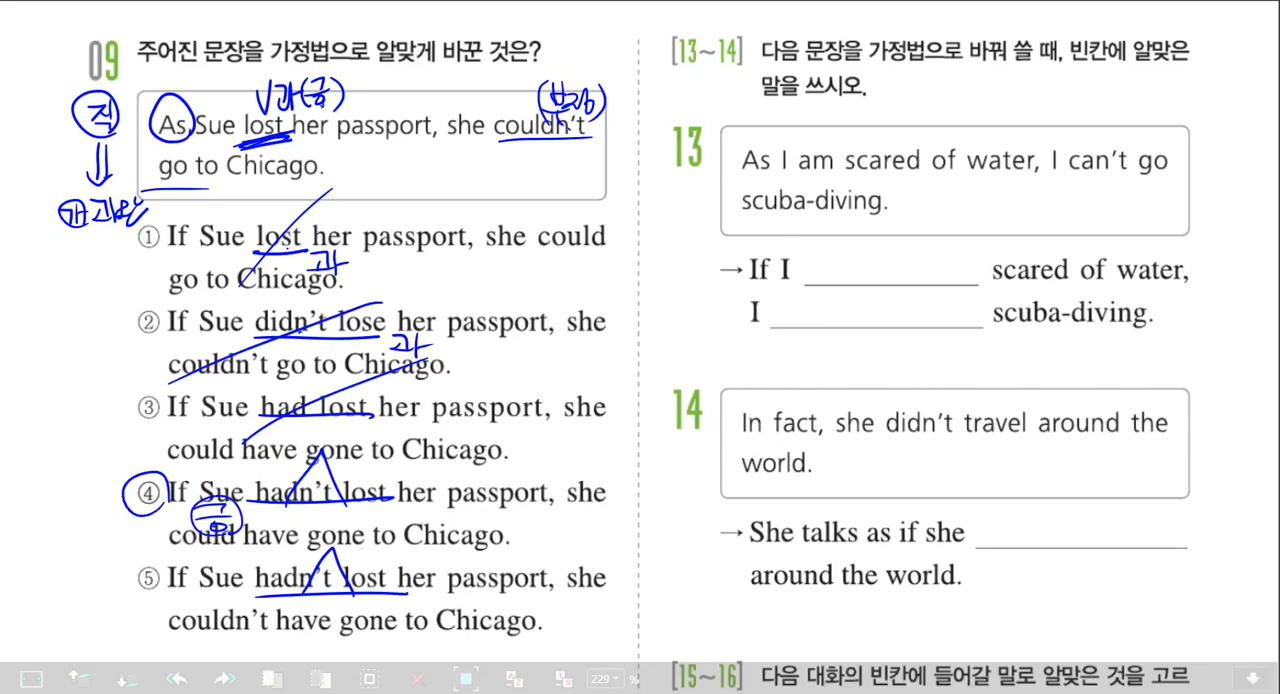 09 주어진 문장을 가정법으로 알맞게 바꾼 것은?
직
V과(긍)
(부정)
As Sue lost her passport, she couldn't
go to Chicago.
① If Sue lost her passport, she could
과
go to Chicago.
② If Sue didn't lose her passport, she
과
couldn't go to Chicago.
③ If Sue had lost her passport, she
could have gone to Chicago.
④ If Sue hadn't lost her passport, she
긍
could have gone to Chicago.
⑤ If Sue hadn't lost her passport, she
couldn't have gone to Chicago.
[13~14] 다음 문장을 가정법으로 바꿔 쓸 때, 빈칸에 알맞은
말을 쓰시오.
13
As I am scared of water, I can't go
scuba-diving.
→ If I ____________ scared of water,
I ____________ scuba-diving.
14
In fact, she didn't travel around the
world.
→ She talks as if she ____________
around the world.
[15~16] 다음 대화의 빈칸에 들어갈 말로 알맞은 것을 고르
229 %